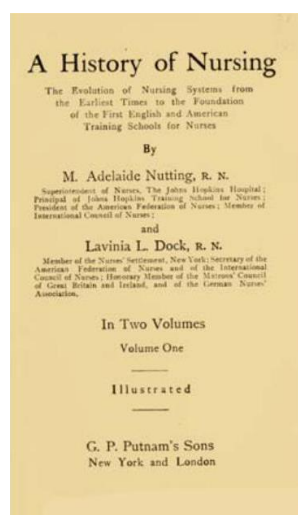 A History of Nursing
The Evolution of Nursing Systems from
the Earliest Times to the Foundation
of the First English and American
Training Schools for Nurses
By
M. Adelaide Nutting, R. N.
Superintendent of Nurses, The Johns Hopkins Hospital;
Principal of Johns Hopkins Training School for Nurses;
President of the American Federation of Nurses; Member of
International Council of Nurses;
and
Lavinia L. Dock, R. N.
Member of the Nurses' Settlement, New York; Secretary of the
American Federation of Nurses and of the International
Council of Nurses; Honorary Member of the Matrons' Council
of Great Britain and Ireland, and of the German Nurses'
Association.
In Two Volumes
Volume One
Illustrated
G. P. Putnam's Sons
New York and London